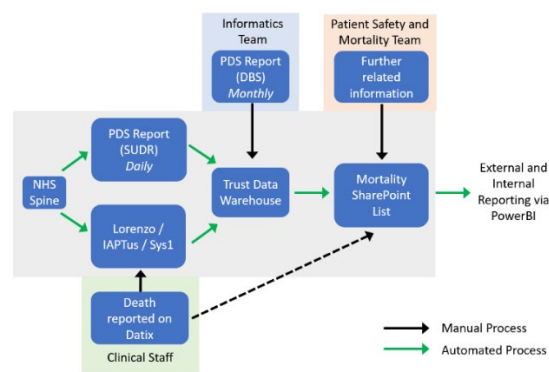 Informatics
Team
PDS Report
(DBS)
Monthly
Patient Safety and
Mortality Team
Further
related
information
PDS Report
(SUDR)
Daily
NHS
Spine
Lorenzo /
IAPTus / Sys1
Trust Data
Warehouse
Mortality
SharePoint
List
External and
Internal
Reporting via
PowerBI
Death
reported on
Datix
Clinical Staff
Manual Process
Automated Process